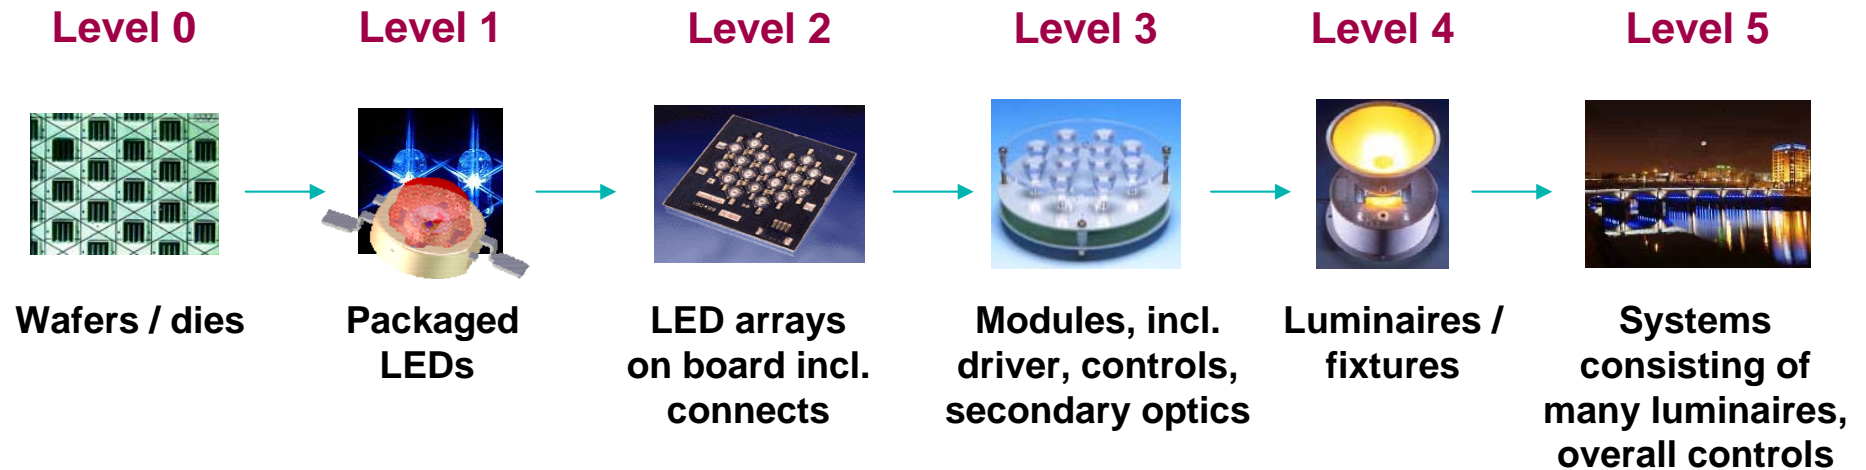 Level 0
Level 1
Level 2
Level 3
Level 4
Level 5
Wafers / dies
Packaged
LEDs
LED arrays
on board incl.
connects
Modules, incl.
driver, controls,
secondary optics
Luminaires /
fixtures
Systems
consisting of
many luminaires,
overall controls